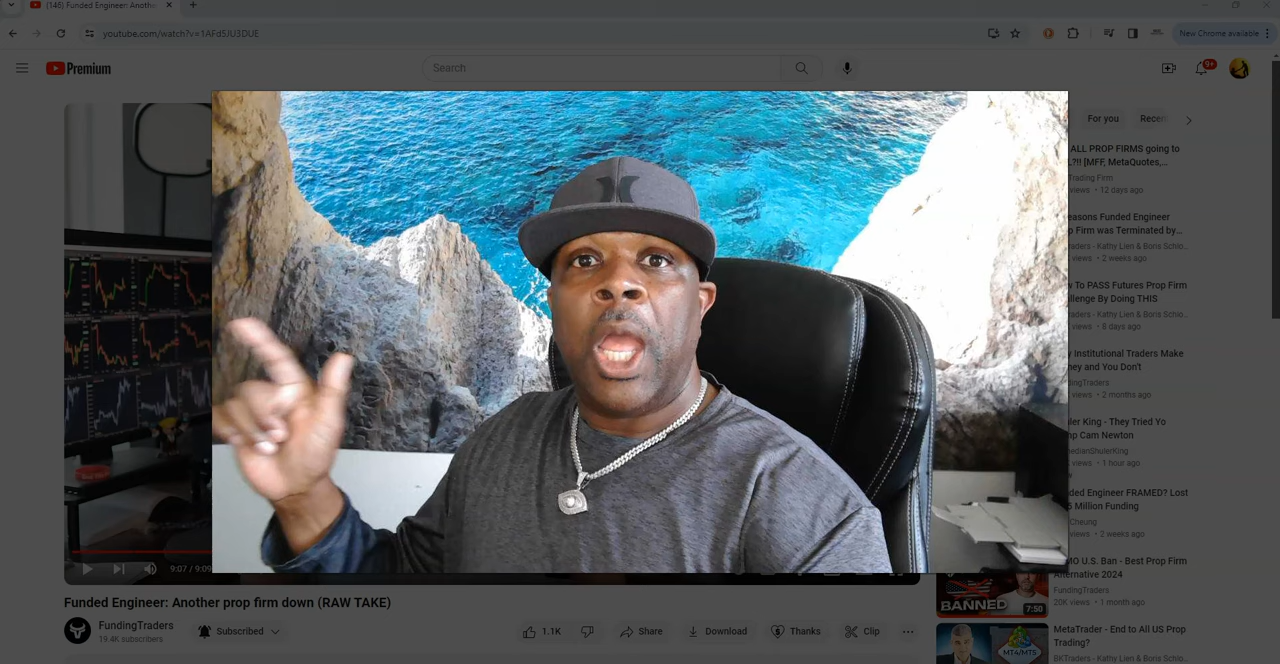 (146) Funded Engineer: Anothe
youtube.com/watch?v=1AFd5JU3DUE
New Chrome available
Premium
Search
9+
For you
Recen
ALL PROP FIRMS going to
L?!! [MFF, MetaQuotes,...
Trading Firm
views • 12 days ago
easons Funded Engineer
p Firm was Terminated by...
raders - Kathy Lien & Boris Schlo...
views • 2 weeks ago
w To PASS Futures Prop Firm
llenge By Doing THIS
raders - Kathy Lien & Boris Schlo...
views • 8 days ago
y Institutional Traders Make
ney and You Don't
ndingTraders
views • 2 months ago
ler King - They Tried Yo
mp Cam Newton
medianShulerKing
views • 1 hour ago
ded Engineer FRAMED? Lost
5 Million Funding
Cheung
views • 2 weeks ago
MO U.S. Ban - Best Prop Firm
Alternative 2024
FundingTraders
20K views • 1 month ago
BANNED
7:50
MetaTrader - End to All US Prop
Trading?
BKTraders - Kathy Lien & Boris Schlo...
MT4/MT5
9:07 / 9:09
Funded Engineer: Another prop firm down (RAW TAKE)
FundingTraders
19.4K subscribers
Subscribed
1.1K
Share
Download
Thanks
Clip